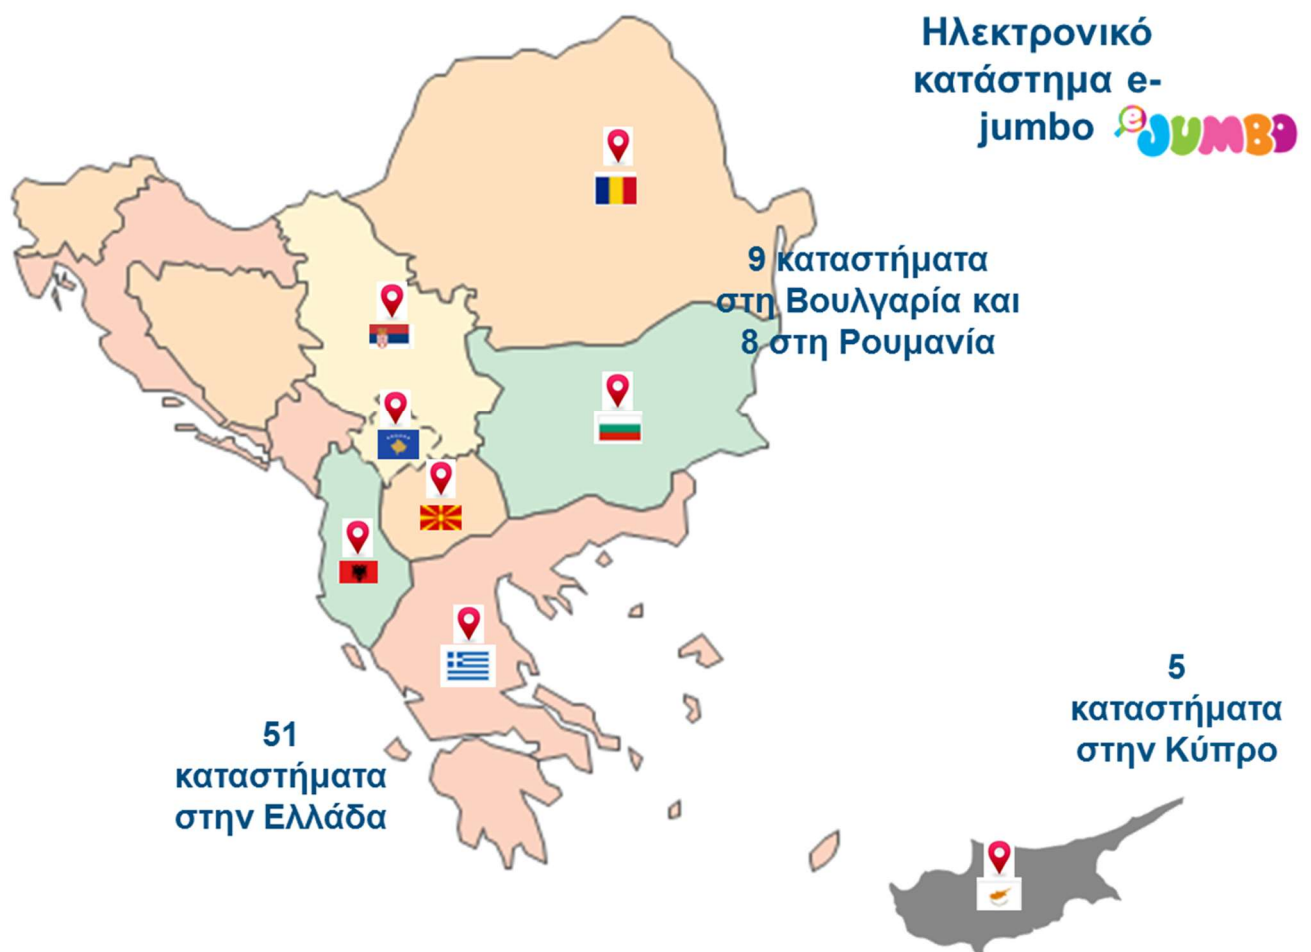 Ηλεκτρονικό
κατάστημα e-
jumbo eJUMBO
9 καταστήματα
στη Βουλγαρία και
8 στη Ρουμανία
5
καταστήματα
στην Κύπρο
51
καταστήματα
στην Ελλάδα